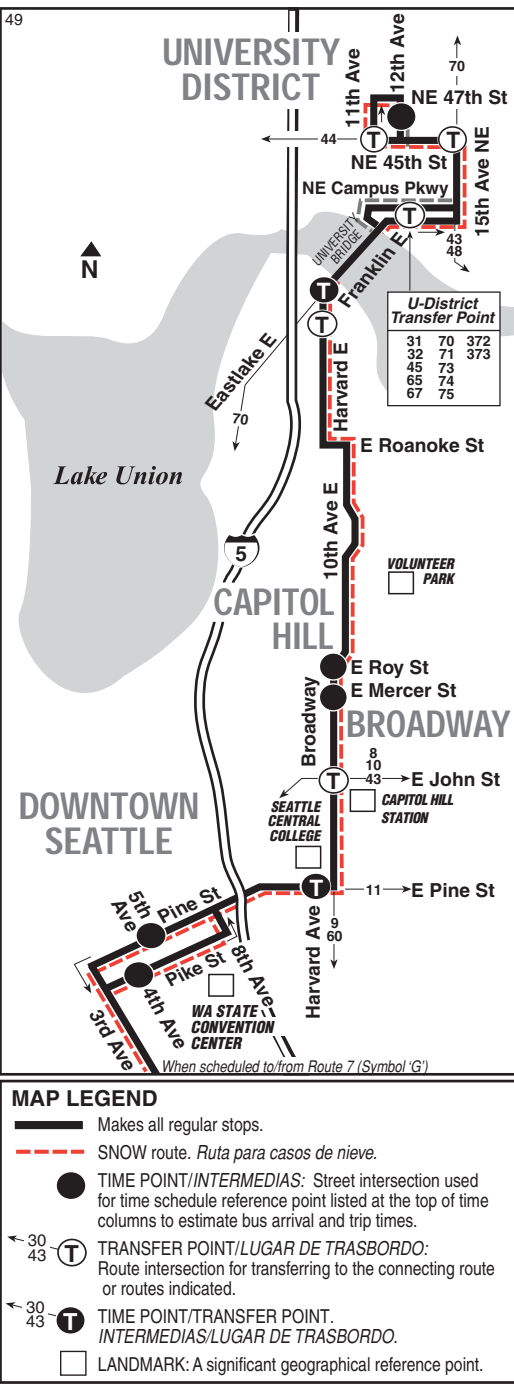 49
UNIVERSITY
DISTRICT
11th Ave
12th Ave
70
NE 47th St
44
T
T
NE 45th St
15th Ave NE
NE Campus Pkwy
T
UNIVERSITY
BRIDGE
43
48
N
Franklin E
T
T
U-District
Transfer Point
31 70 372
32 71 373
45 73
65 74
67 75
Eastlake E
70
Harvard E
E Roanoke St
Lake Union
10th Ave E
5
VOLUNTEER
PARK
CAPITOL
HILL
E Roy St
E Mercer St
Broadway
BROADWAY
8
10
43
T
E John St
CAPITOL HILL
STATION
SEATTLE
CENTRAL
COLLEGE
DOWNTOWN
SEATTLE
T
11
E Pine St
9
60
Harvard Ave
5th
Ave
Pine St
Pike St
8th Ave
4th Ave
3rd Ave
WA STATE
CONVENTION
CENTER
When scheduled to/from Route 7 (Symbol 'G')
MAP LEGEND
Makes all regular stops.
SNOW route. Ruta para casos de nieve.
TIME POINT/INTERMEDIAS: Street intersection used
for time schedule reference point listed at the top of time
columns to estimate bus arrival and trip times.
30
43
T
TRANSFER POINT/LUGAR DE TRASBORDO:
Route intersection for transferring to the connecting route
or routes indicated.
30
43
T
TIME POINT/TRANSFER POINT.
INTERMEDIAS/LUGAR DE TRASBORDO.
LANDMARK: A significant geographical reference point.